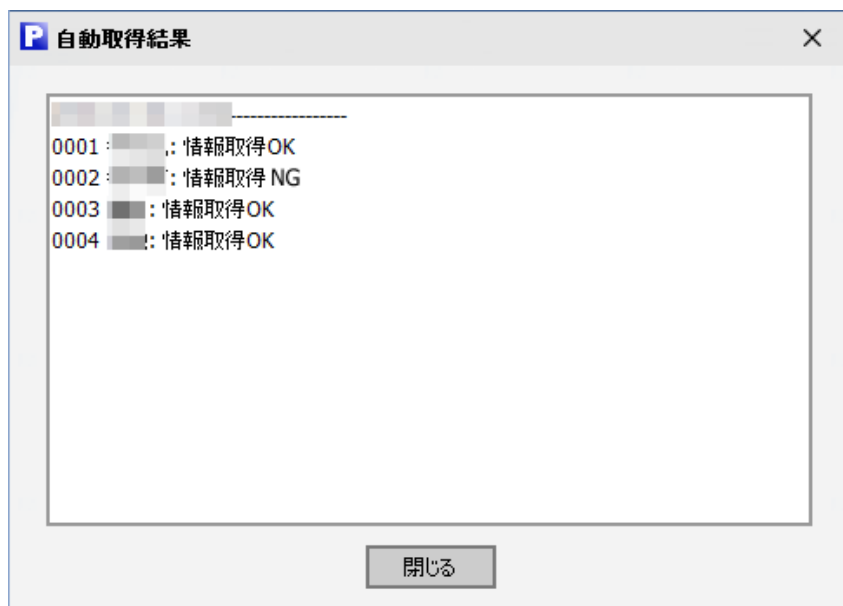 P 自動取得結果 ×
-----------------
0001 : 情報取得OK
0002 : 情報取得 NG
0003 : 情報取得OK
0004 : 情報取得OK
閉じる